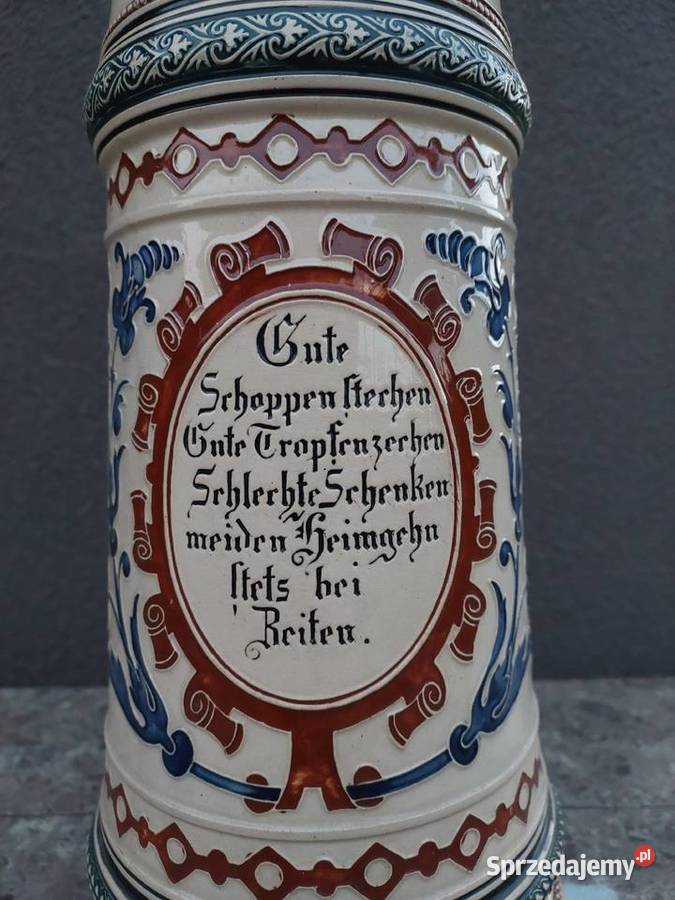 Gute
Schoppen stechen
Gute Tropfen zechen
Schlechte Schenken
meiden Heimgehn
stets bei
Zeiten.
Sprzedajemy.pl